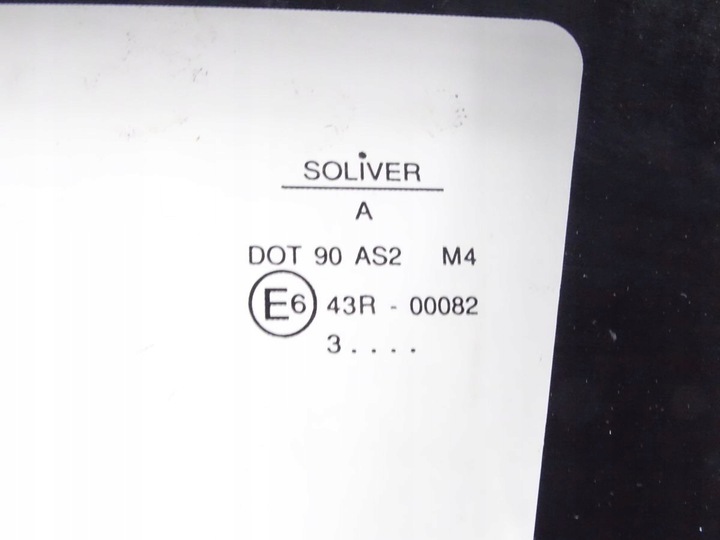 SOLIVER
A
DOT 90 AS2 M4
E6 43R - 00082
3 . . . .